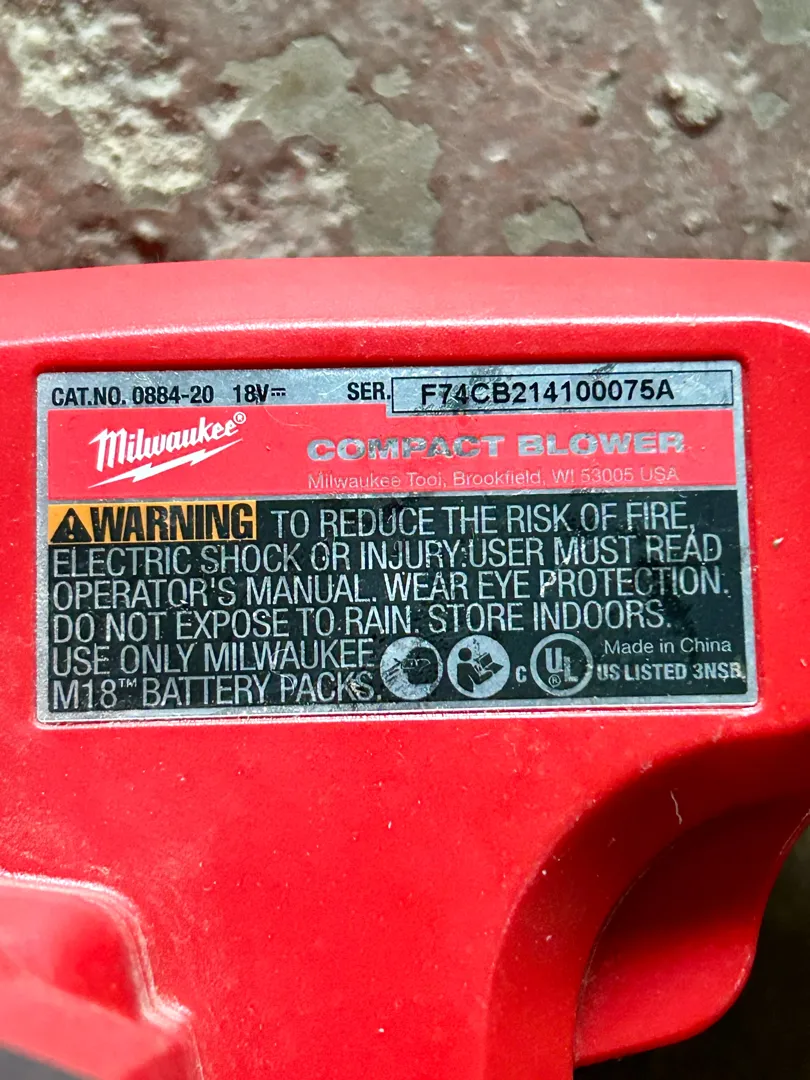 CAT.NO. 0884-20 18V⎓ SER. F74CB214100075A
Milwaukee® COMPACT BLOWER
Milwaukee Tool, Brookfield, WI 53005 USA
⚠WARNING TO REDUCE THE RISK OF FIRE,
ELECTRIC SHOCK OR INJURY:USER MUST READ
OPERATOR'S MANUAL. WEAR EYE PROTECTION.
DO NOT EXPOSE TO RAIN. STORE INDOORS.
USE ONLY MILWAUKEE
M18™ BATTERY PACKS.
C UL® Made in China
US LISTED 3NSB